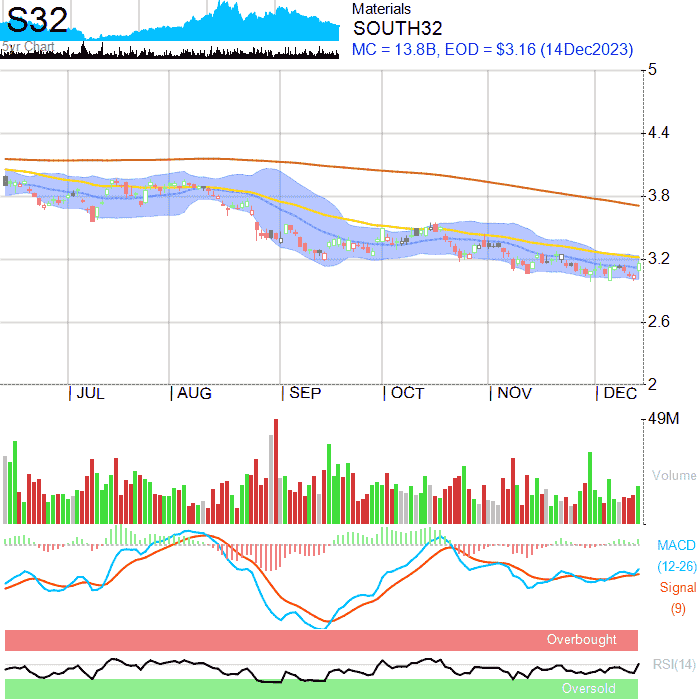 S32
5yr Chart
Materials
SOUTH32
MC = 13.8B, EOD = $3.16 (14Dec2023)
5
4.4
3.8
3.2
2.6
2
JUL
AUG
SEP
OCT
NOV
DEC
49M
Volume
MACD
(12-26)
Signal
(9)
Overbought
RSI(14)
Oversold